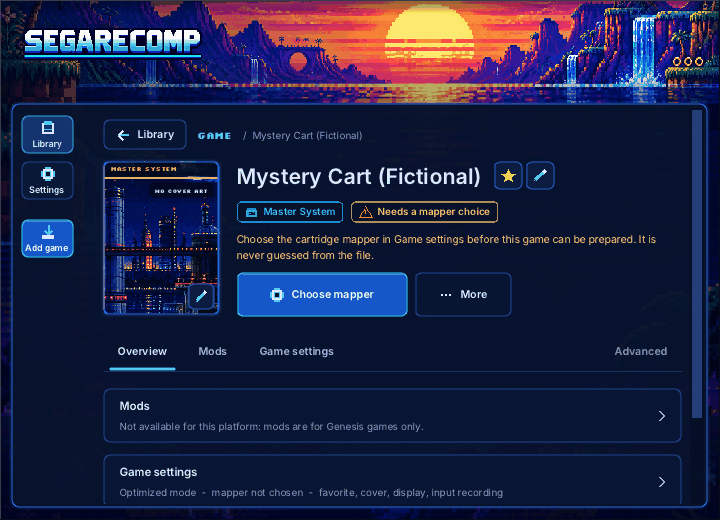 SEGARECOMP
Library
Settings
Add game
Library GAME / Mystery Cart (Fictional)
MASTER SYSTEM
NO COVER ART
Mystery Cart (Fictional)
Master System Needs a mapper choice
Choose the cartridge mapper in Game settings before this game can be prepared. It is
never guessed from the file.
Choose mapper ... More
Overview Mods Game settings Advanced
Mods
Not available for this platform: mods are for Genesis games only.
Game settings
Optimized mode - mapper not chosen - favorite, cover, display, input recording